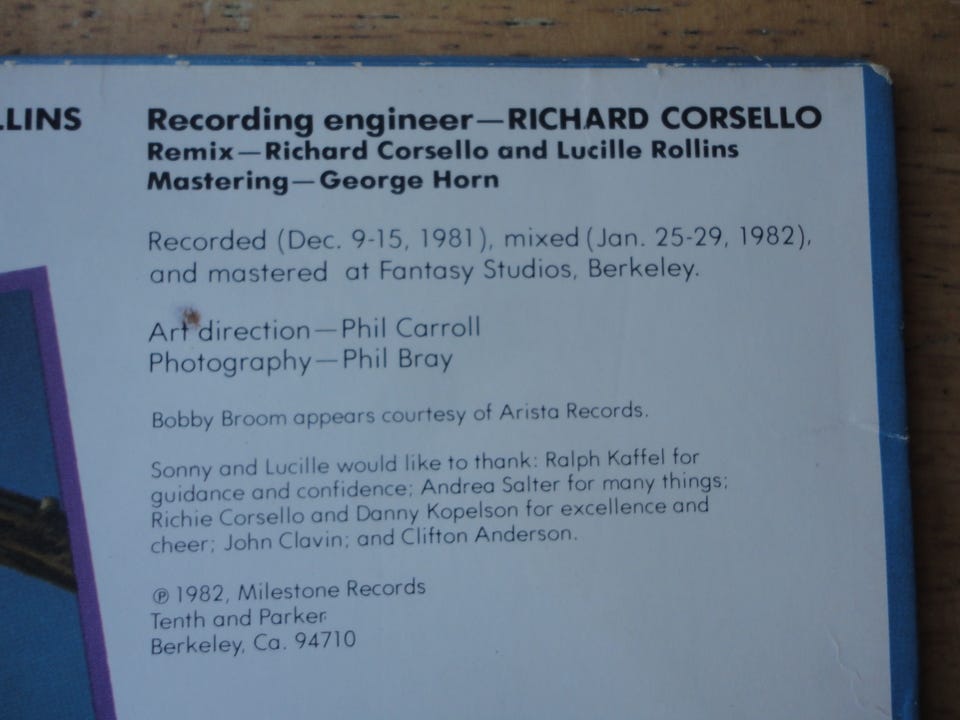 LLINS
Recording engineer—RICHARD CORSELLO
Remix—Richard Corsello and Lucille Rollins
Mastering—George Horn
Recorded (Dec. 9-15, 1981), mixed (Jan. 25-29, 1982),
and mastered at Fantasy Studios, Berkeley.
Art direction—Phil Carroll
Photography—Phil Bray
Bobby Broom appears courtesy of Arista Records.
Sonny and Lucille would like to thank: Ralph Kaffel for
guidance and confidence; Andrea Salter for many things;
Richie Corsello and Danny Kopelson for excellence and
cheer; John Clavin; and Clifton Anderson.
℗ 1982, Milestone Records
Tenth and Parker
Berkeley, Ca. 94710